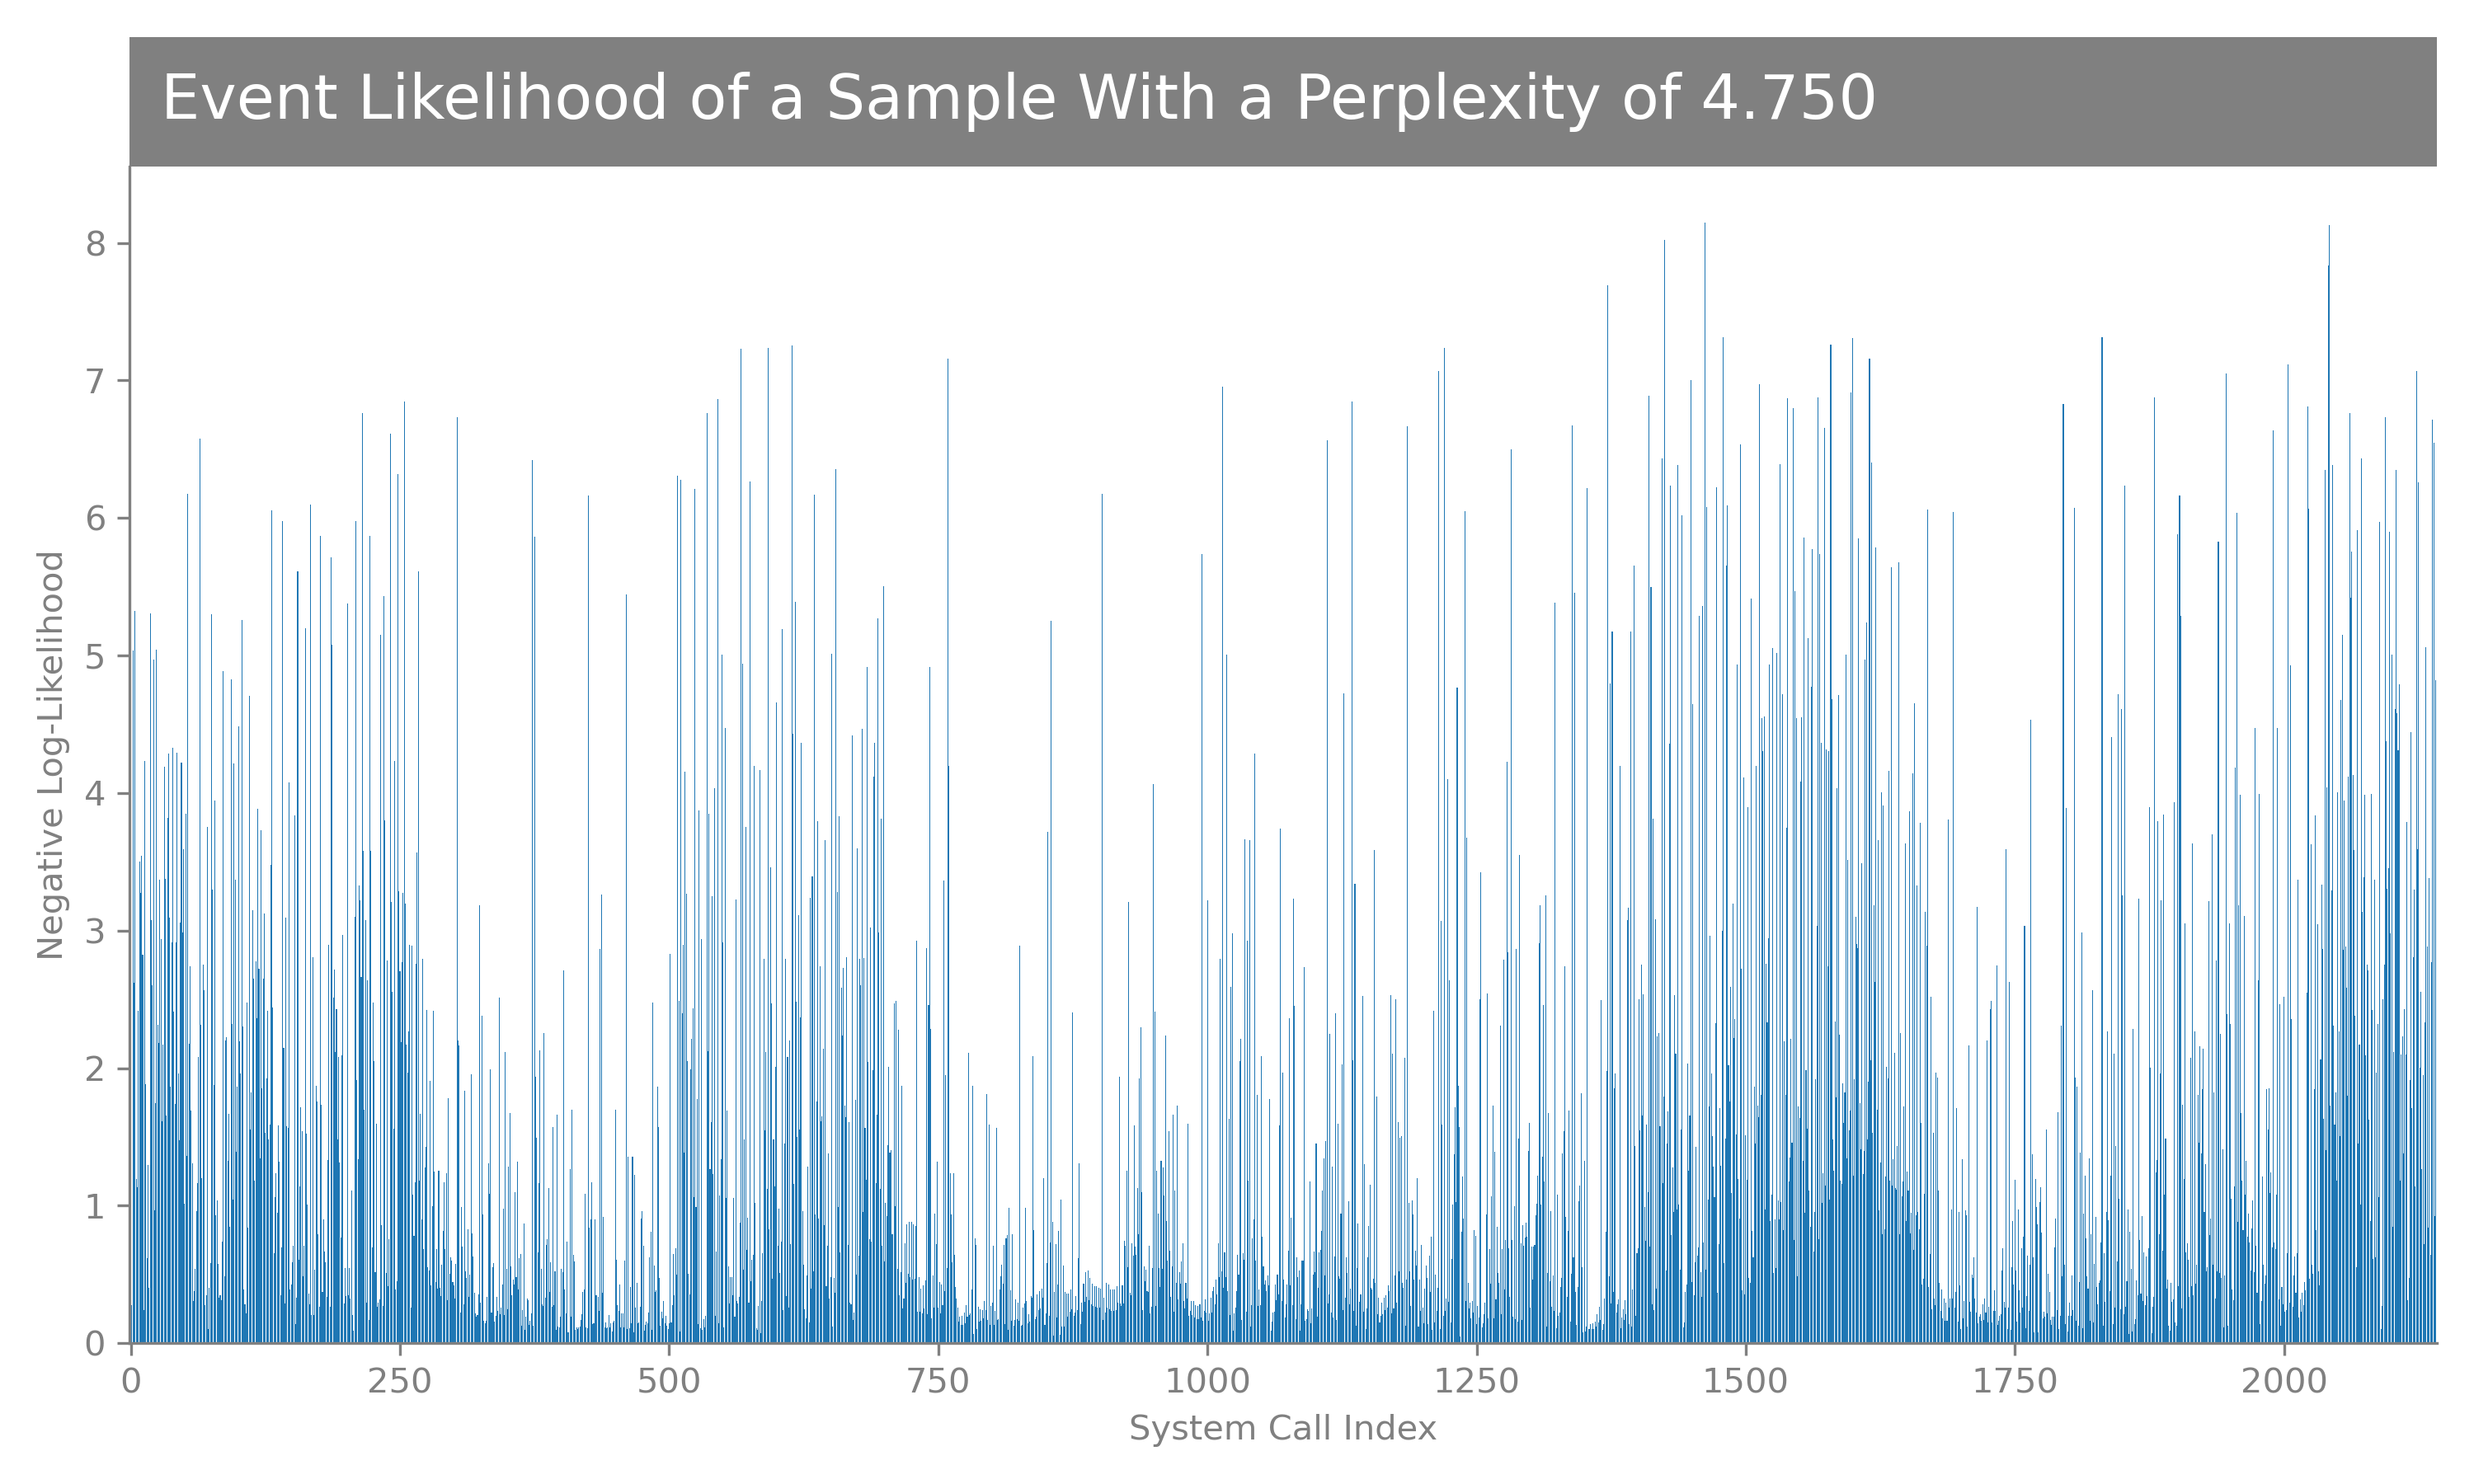 Event Likelihood of a Sample With a Perplexity of 4.750
8
7
6
5
4
3
2
1
0
Negative Log-Likelihood
0 250 500 750 1000 1250 1500 1750 2000
System Call Index